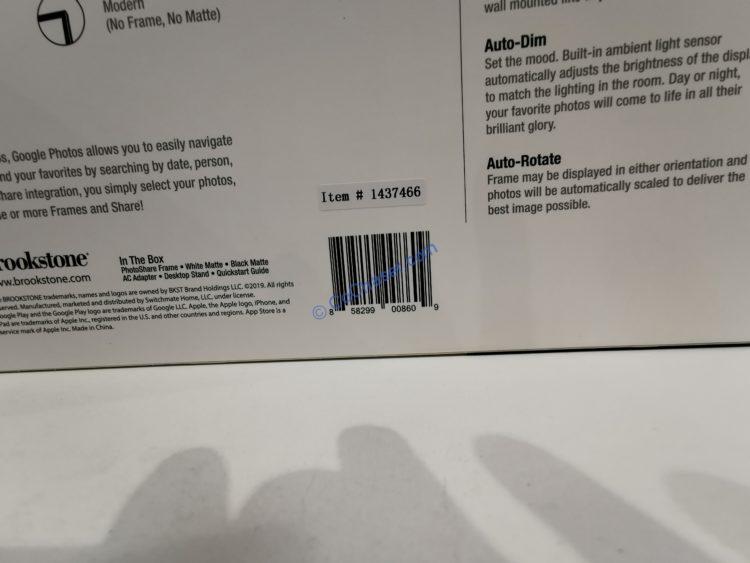 Modern
(No Frame, No Matte)
wall mounted
Auto-Dim
Set the mood. Built-in ambient light sensor
automatically adjusts the brightness of the displ
to match the lighting in the room. Day or night,
your favorite photos will come to life in all their
brilliant glory.
Auto-Rotate
Frame may be displayed in either orientation and
photos will be automatically scaled to deliver the
best image possible.
s, Google Photos allows you to easily navigate
nd your favorites by searching by date, person,
hare integration, you simply select your photos,
e or more Frames and Share!
Item # 1437466
rookstone
ww.brookstone.com
In The Box
PhotoShare Frame • White Matte • Black Matte
AC Adapter • Desktop Stand • Quickstart Guide
BROOKSTONE trademarks, names and logos are owned by BKST Brand Holdings LLC. ©2019. All rights
served. Manufactured, marketed and distributed by Switchmate Home, LLC, under license.
oogle Play and the Google Play logo are trademarks of Google LLC. Apple, the Apple logo, iPhone, and
Pad are trademarks of Apple Inc., registered in the U.S. and other countries and regions. App Store is a
service mark of Apple Inc. Made in China.
8 58299 00860 9
© CoChaser.com